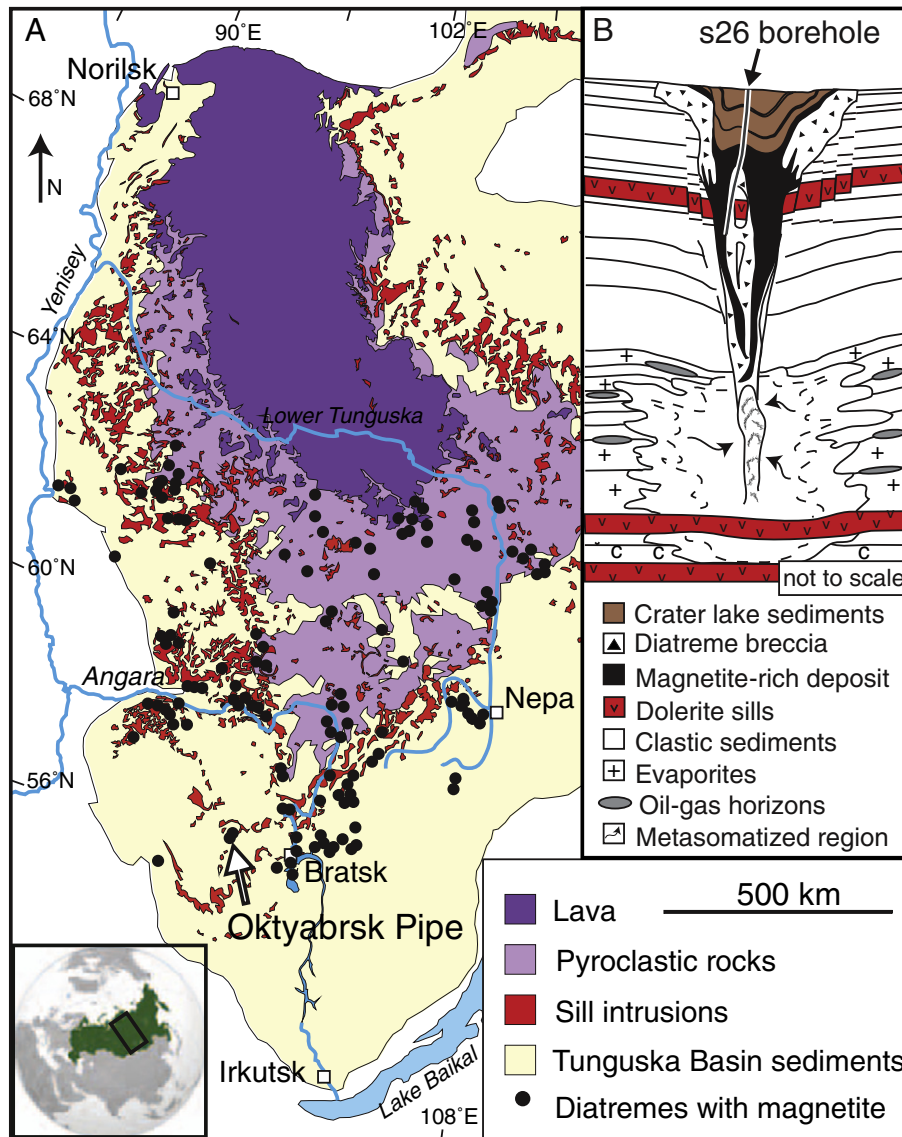 A
90˚E
102˚E
Norilsk
68˚N
N
Yenisey
64˚N
Lower Tunguska
60˚N
Angara
Nepa
56˚N
Bratsk
Oktyabrsk Pipe
Irkutsk
Lake Baikal
108˚E
B
s26 borehole
v v v v v v v v v
+ + + + + + + +
v v v v v v v v
c c c
v v v v
not to scale
Crater lake sediments
Diatreme breccia
Magnetite-rich deposit
v Dolerite sills
Clastic sediments
+ Evaporites
Oil-gas horizons
Metasomatized region
500 km
Lava
Pyroclastic rocks
Sill intrusions
Tunguska Basin sediments
Diatremes with magnetite